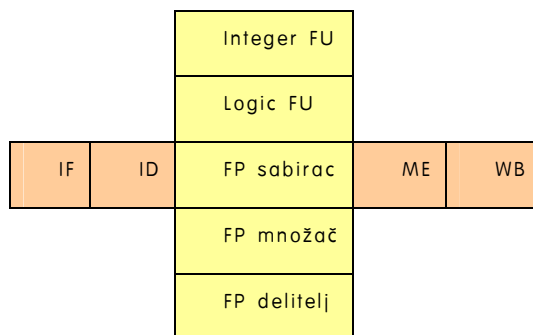 Integer FU
Logic FU
IF ID FP sabirac ME WB
FP množač
FP delitelj